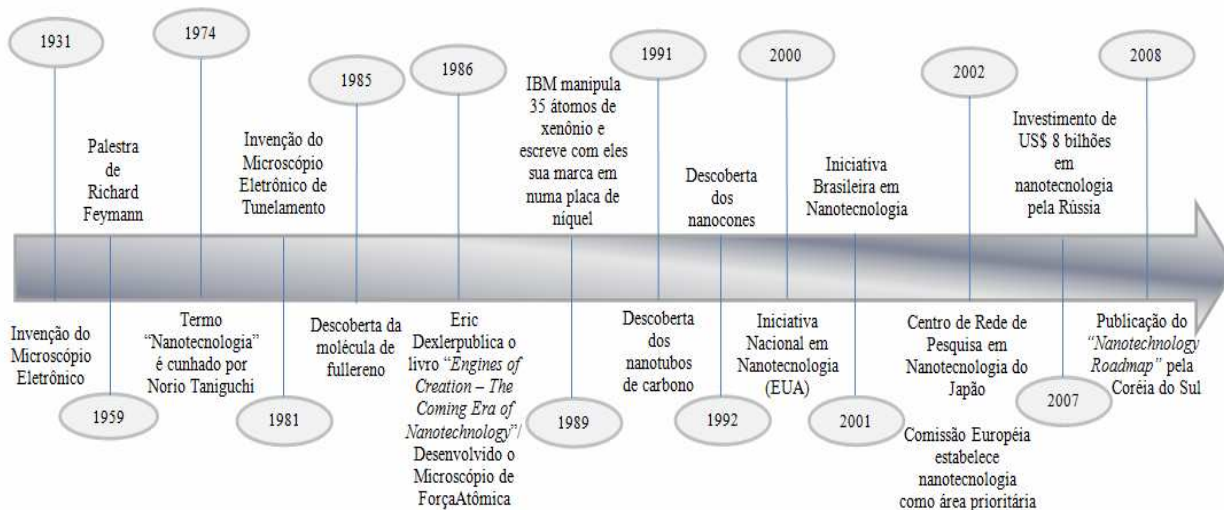 1931
Invenção do
Microscópio
Eletrônico
Palestra
de
Richard
Feymann
1959
1974
Termo
“Nanotecnologia”
é cunhado por
Norio Taniguchi
Invenção do
Microscópio
Eletrônico de
Tunelamento
1981
1985
Descoberta da
molécula de
fullereno
1986
Eric
Dexlerpublica o
livro “Engines of
Creation – The
Coming Era of
Nanotechnology”/
Desenvolvido o
Microscópio de
ForçaAtômica
IBM manipula
35 átomos de
xenônio e
escreve com eles
sua marca em
numa placa de
níquel
1989
1991
Descoberta
dos
nanotubos
de carbono
Descoberta
dos
nanocones
1992
2000
Iniciativa
Nacional em
Nanotecnologia
(EUA)
Iniciativa
Brasileira em
Nanotecnologia
2001
2002
Centro de Rede de
Pesquisa em
Nanotecnologia do
Japão
Comissão Européia
estabelece
nanotecnologia
como área prioritária
Investimento de
US$ 8 bilhões
em
nanotecnologia
pela Rússia
2007
2008
Publicação do
“Nanotechnology
Roadmap” pela
Coréia do Sul